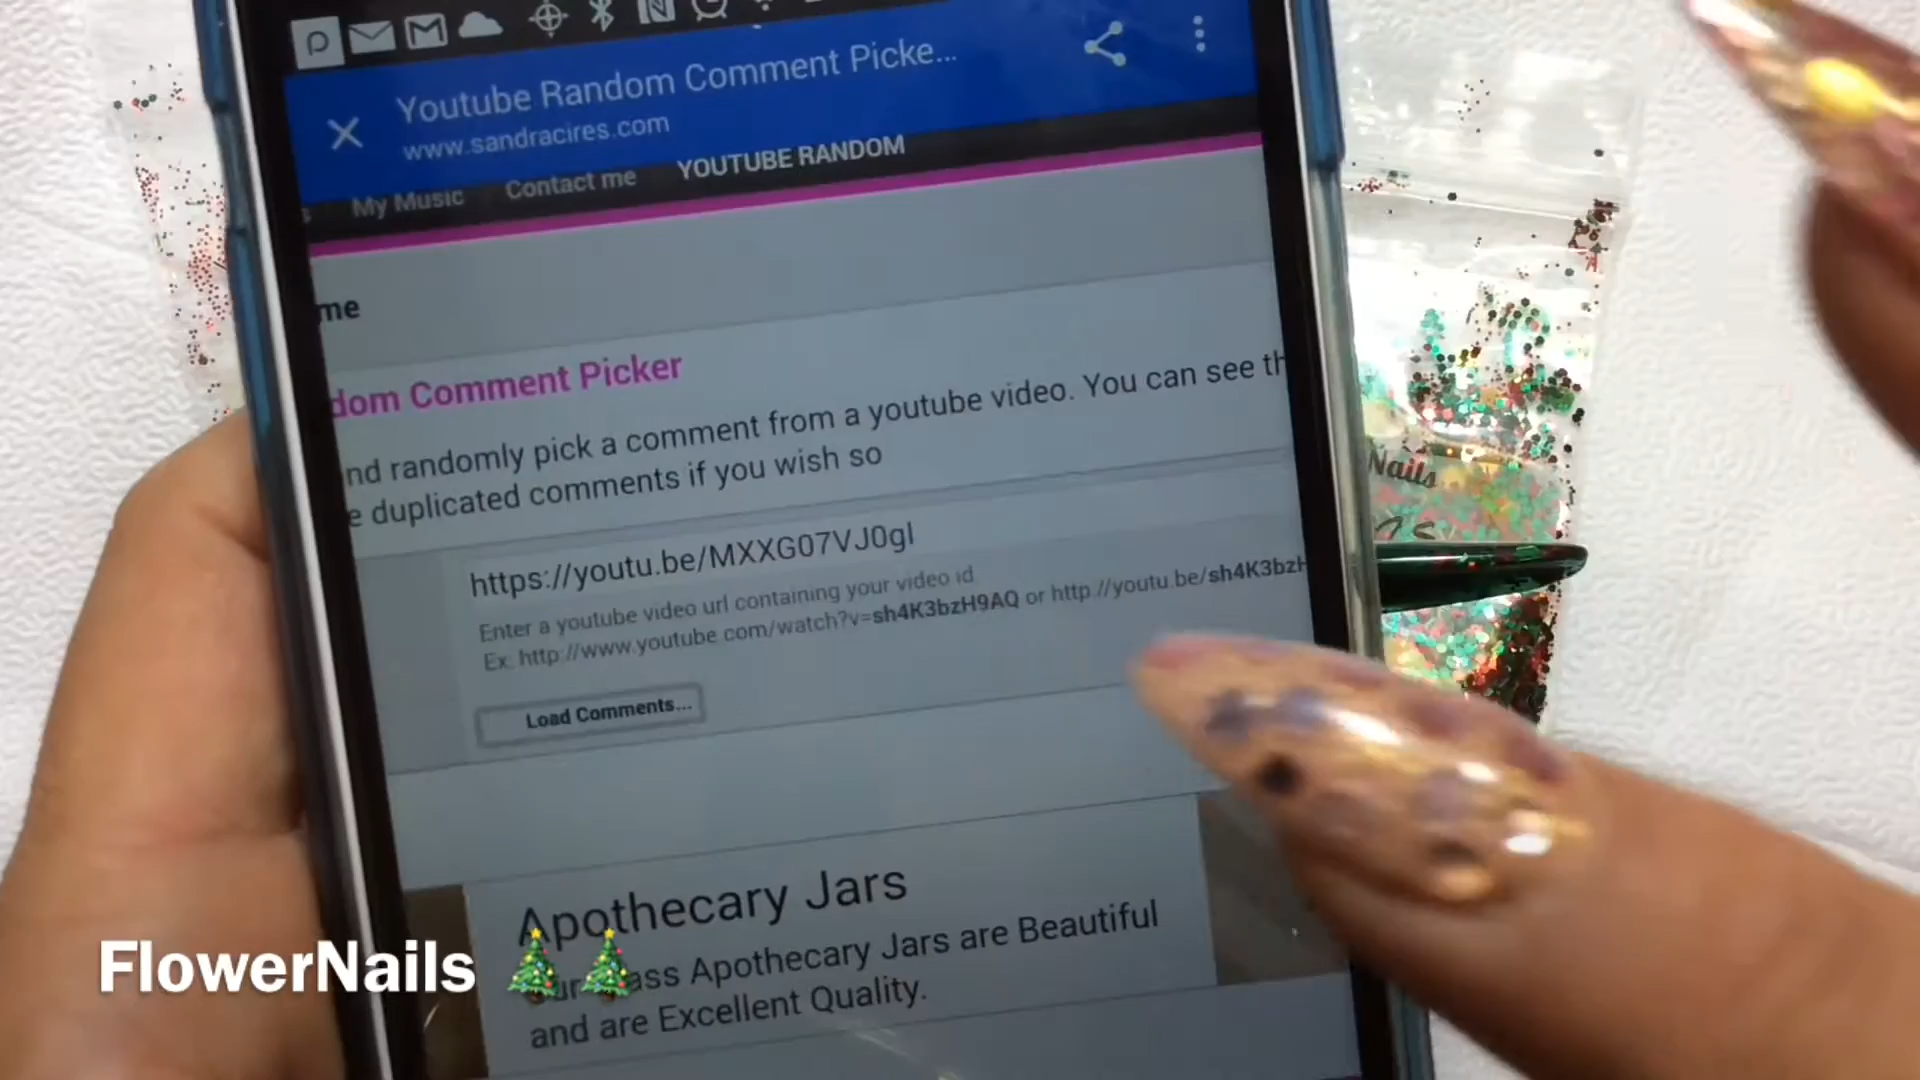 Youtube Random Comment Picke...
www.sandracires.com
My Music Contact me YOUTUBE RANDOM
me
dom Comment Picker
nd randomly pick a comment from a youtube video. You can see th
e duplicated comments if you wish so
https://youtu.be/MXXG07VJ0gI
Enter a youtube video url containing your video id
Ex: http://www.youtube.com/watch?v=sh4K3bzH9AQ or http://youtu.be/sh4K3bzH
Load Comments...
Apothecary Jars
ass Apothecary Jars are Beautiful
and are Excellent Quality.
Nails
FlowerNails 🎄🎄